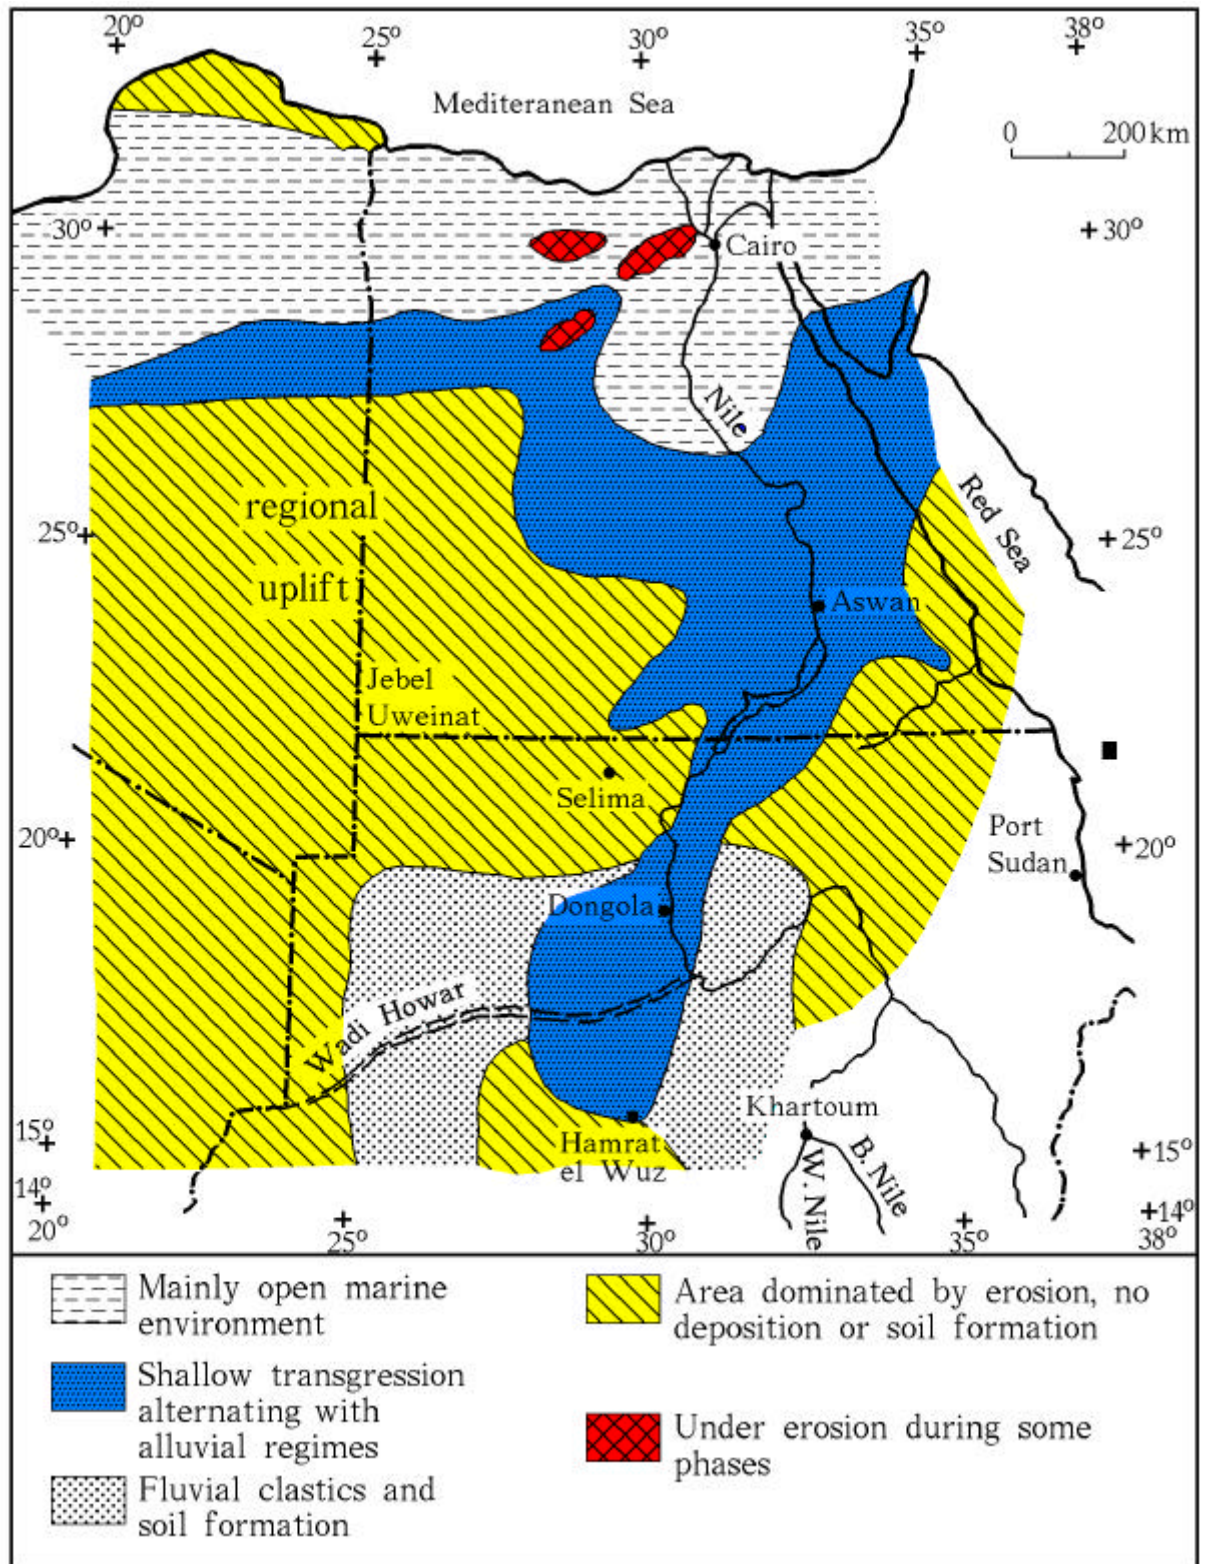 20°
25°
30°
35°
38°
Mediteranean Sea
0 200km
30°
30°
Cairo
Nile
regional
uplift
Red Sea
25°
25°
Aswan
Jebel
Uweinat
Selima
20°
Port
Sudan
20°
Dongola
Wadi Howar
Khartoum
15°
Hamrat
el Wuz
B. Nile
W. Nile
15°
14°
14°
20°
25°
30°
35°
38°
Mainly open marine
environment
Shallow transgression
alternating with
alluvial regimes
Fluvial clastics and
soil formation
Area dominated by erosion, no
deposition or soil formation
Under erosion during some
phases